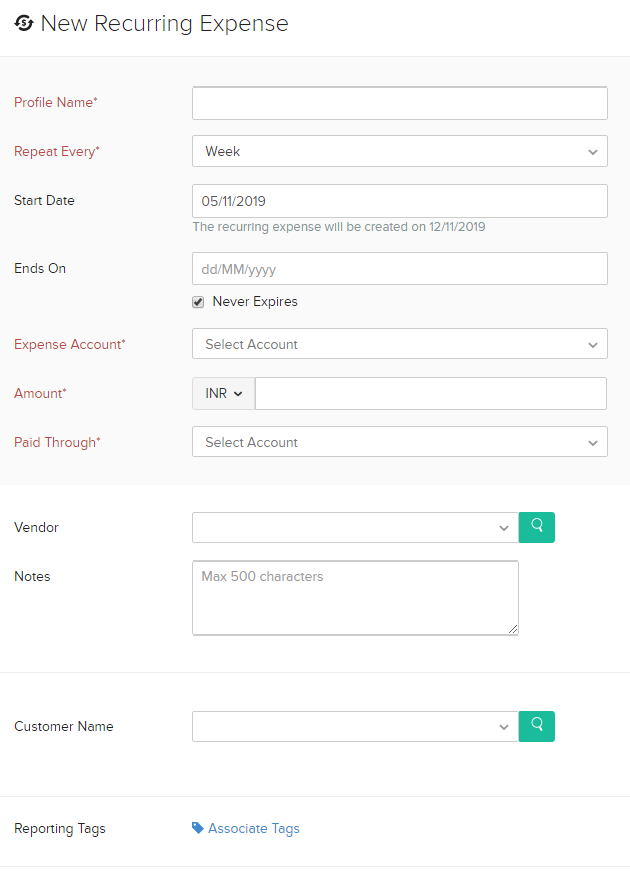 New Recurring Expense
Profile Name*
Repeat Every* Week
Start Date 05/11/2019
The recurring expense will be created on 12/11/2019
Ends On dd/MM/yyyy
Never Expires
Expense Account* Select Account
Amount* INR
Paid Through* Select Account
Vendor
Notes Max 500 characters
Customer Name
Reporting Tags Associate Tags